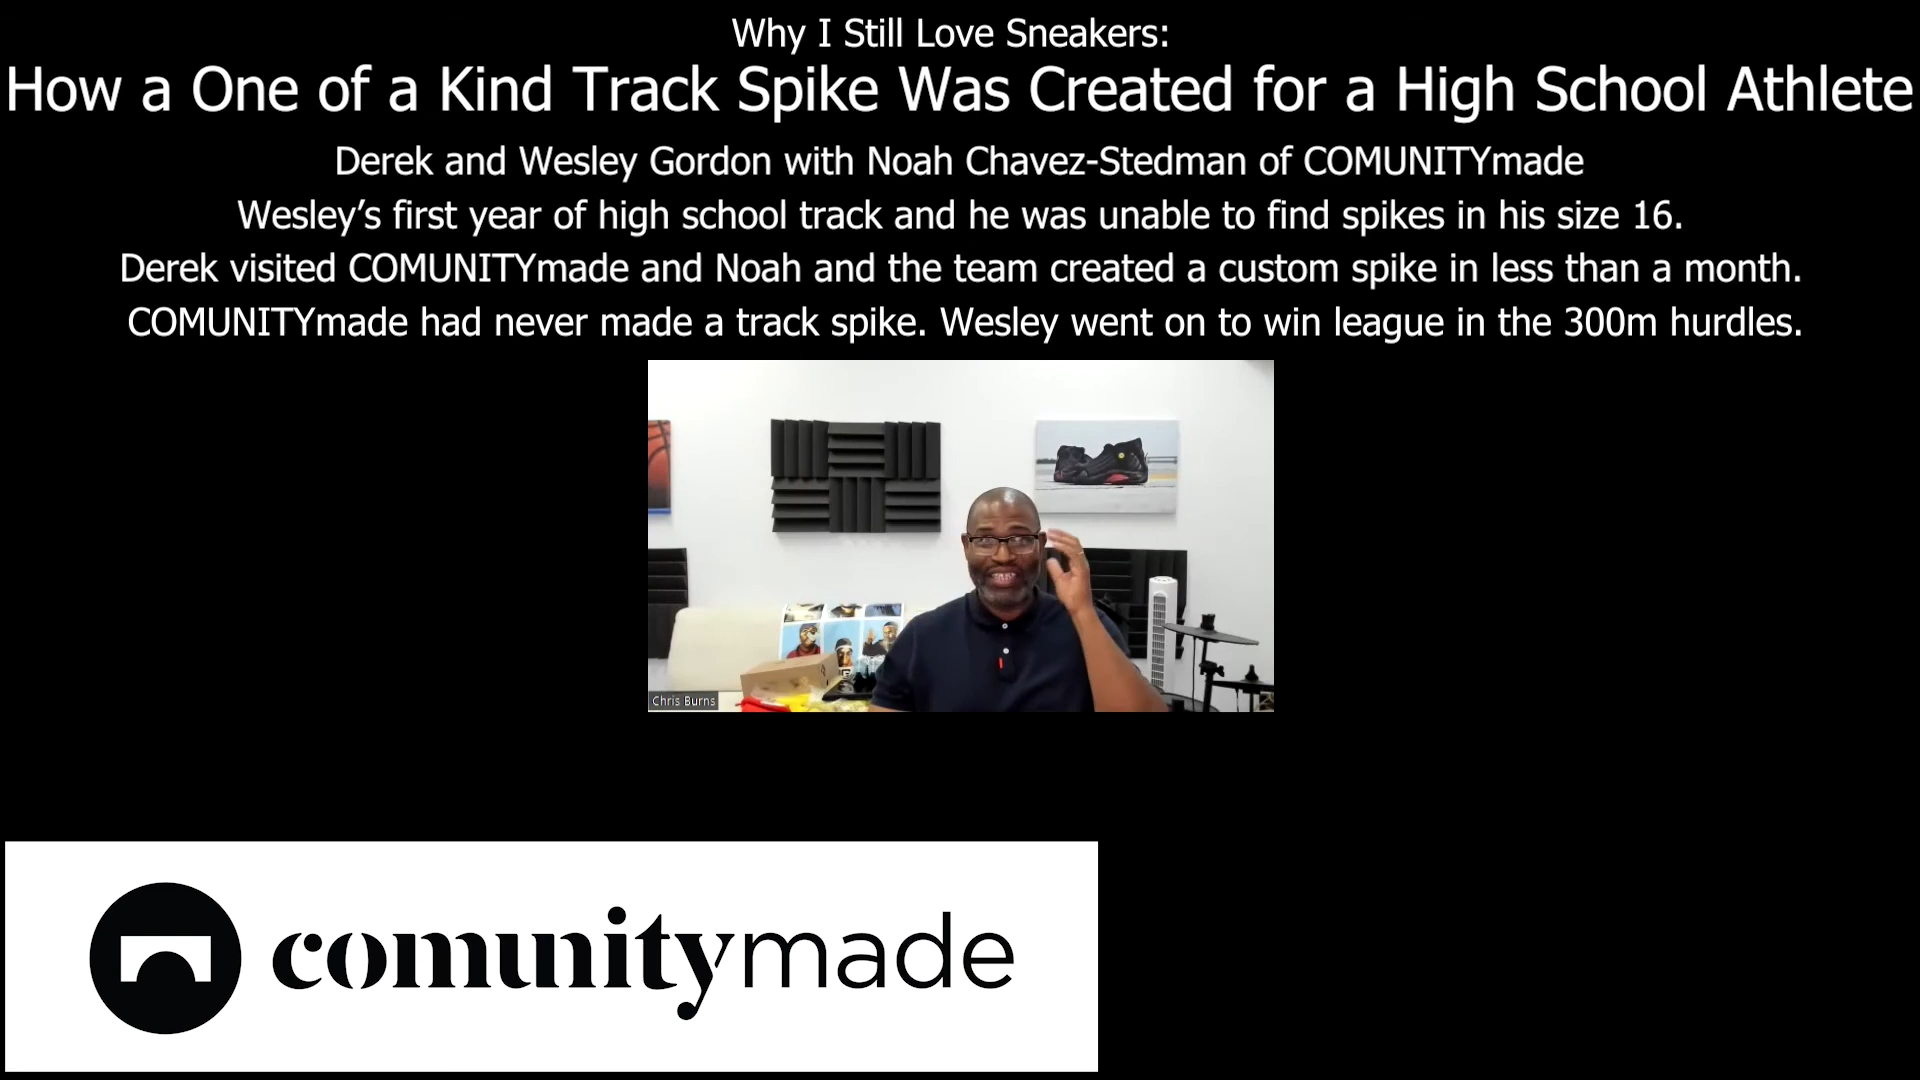 Why I Still Love Sneakers:
How a One of a Kind Track Spike Was Created for a High School Athlete
Derek and Wesley Gordon with Noah Chavez-Stedman of COMUNITYmade
Wesley’s first year of high school track and he was unable to find spikes in his size 16.
Derek visited COMUNITYmade and Noah and the team created a custom spike in less than a month.
COMUNITYmade had never made a track spike. Wesley went on to win league in the 300m hurdles.
Chris Burns
comunitymade